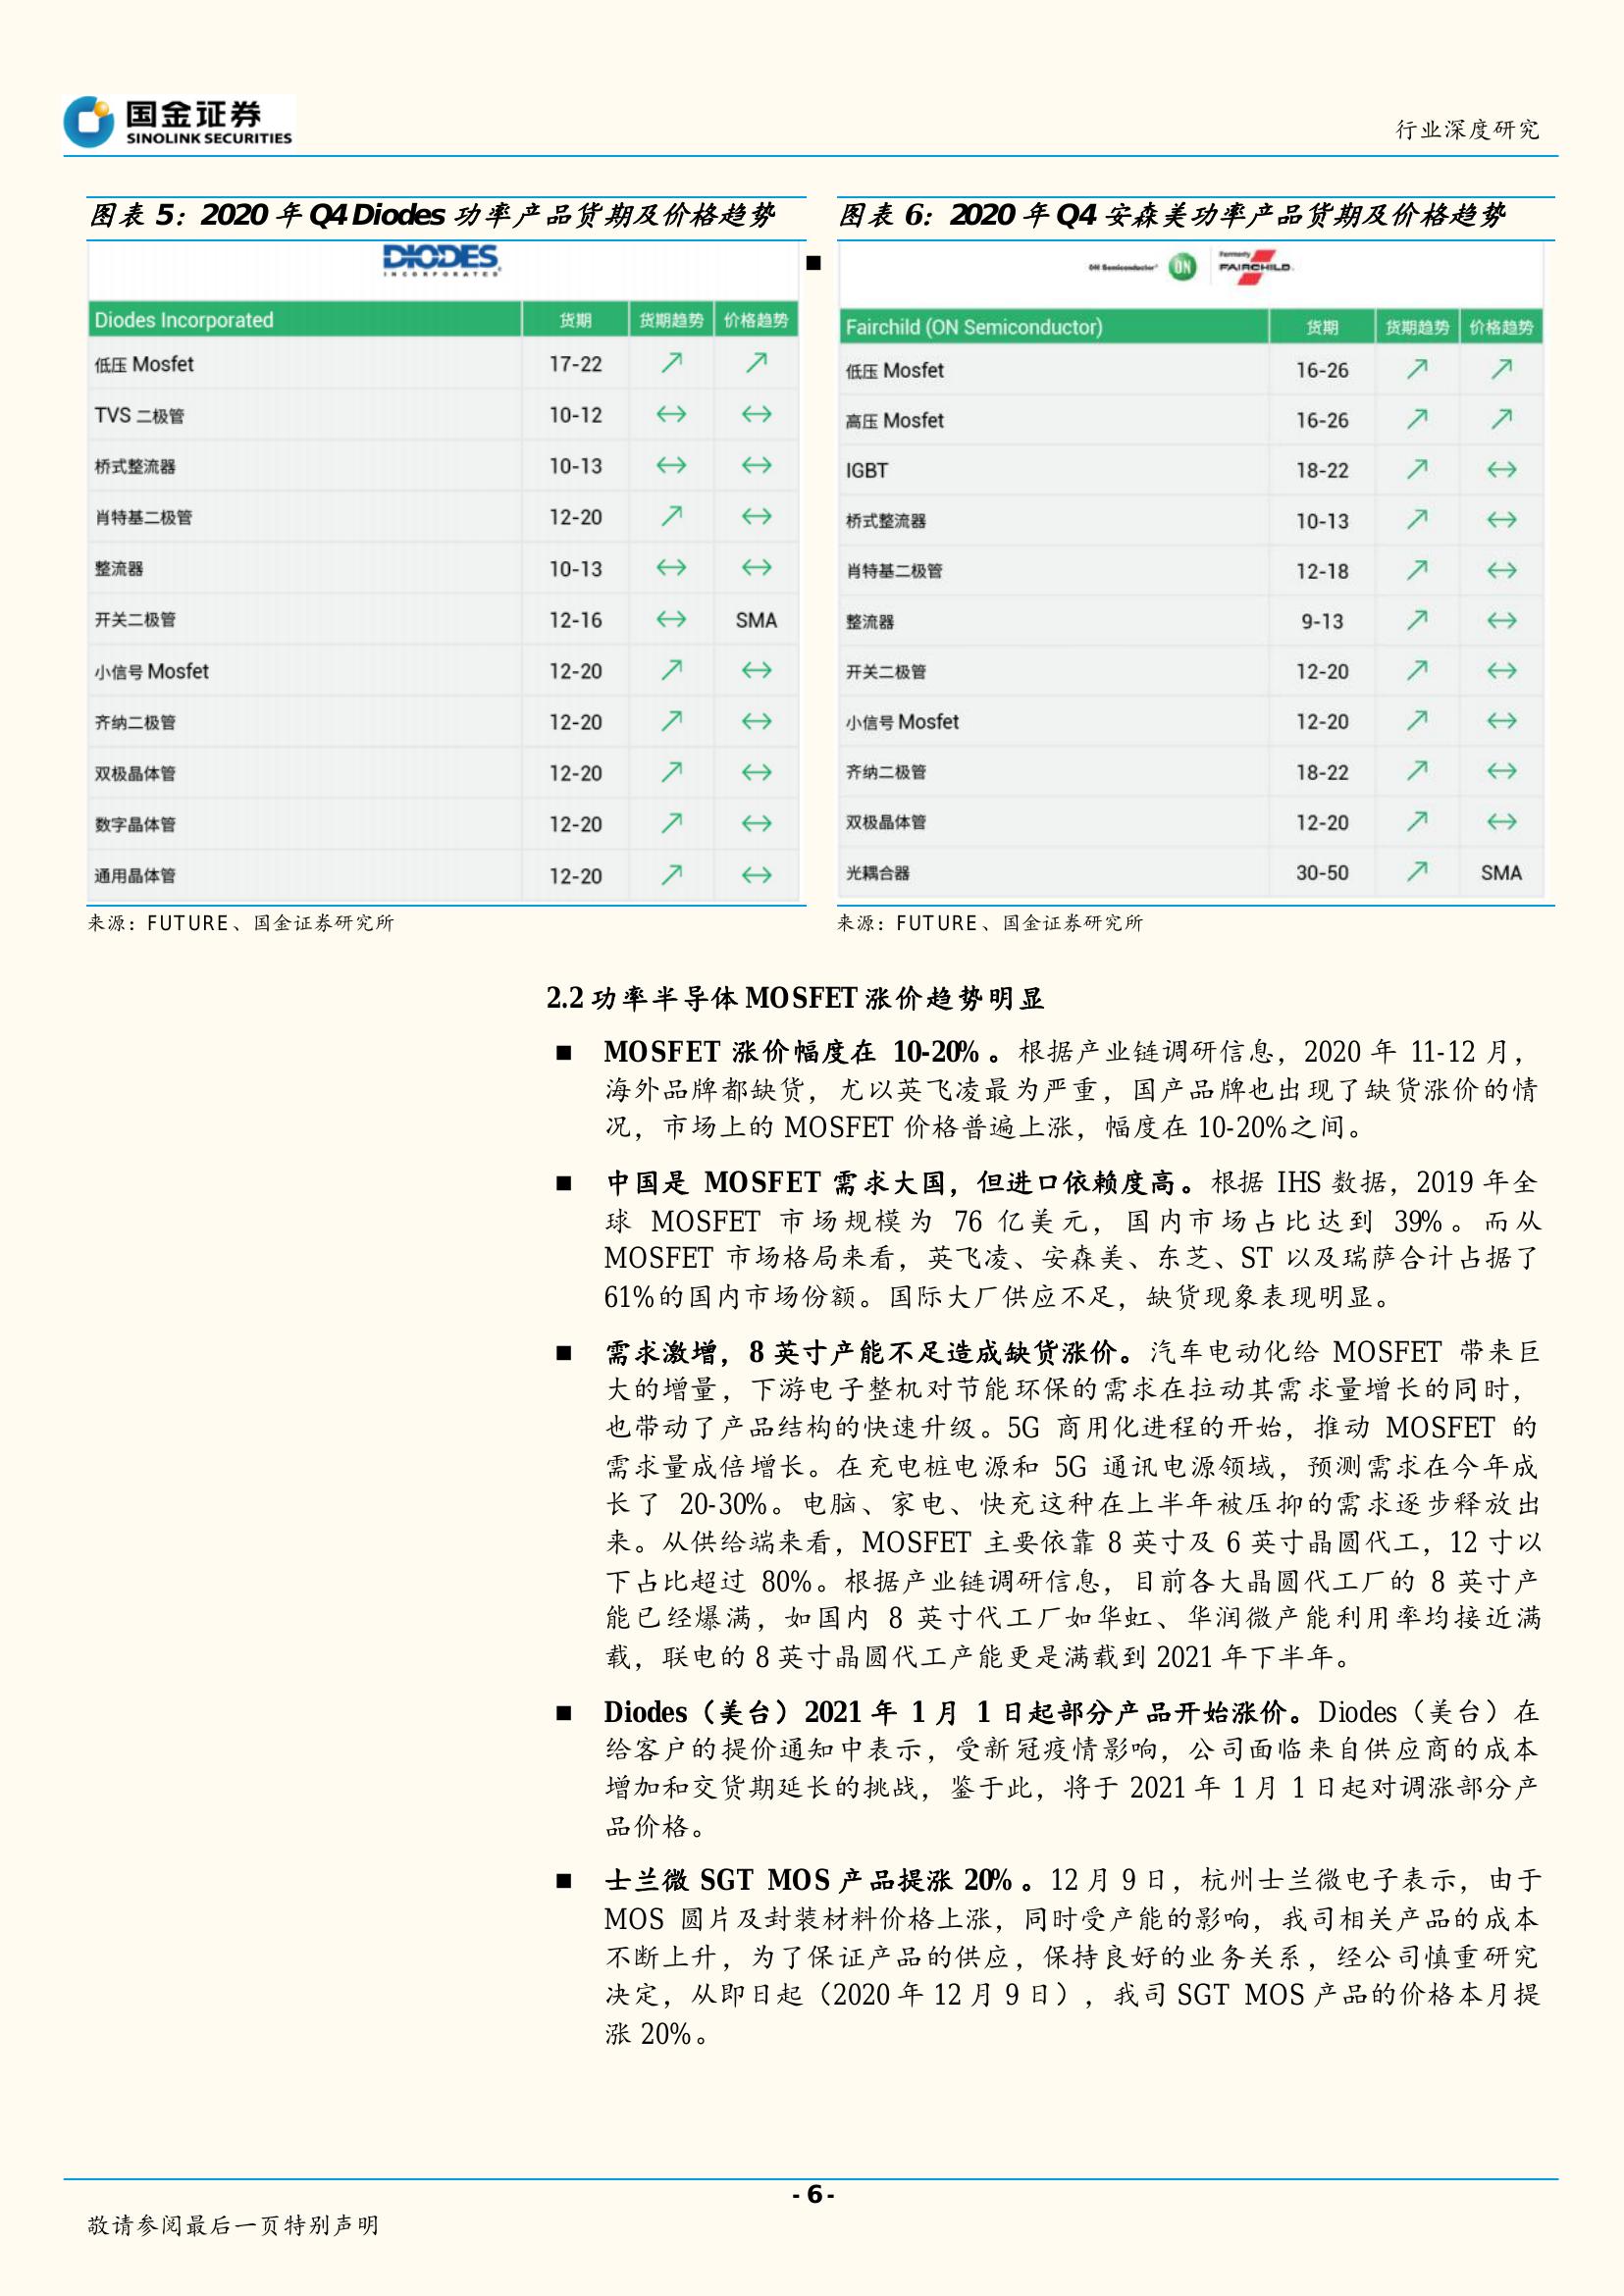 国金证券
SINOLINK SECURITIES
行业深度研究
图表 5：2020 年 Q4 Diodes 功率产品货期及价格趋势
DIODES
INCORPORATED
Diodes Incorporated 货期 货期趋势 价格趋势
低压 Mosfet 17-22 ↗ ↗
TVS 二极管 10-12 ↔ ↔
桥式整流器 10-13 ↔ ↔
肖特基二极管 12-20 ↗ ↔
整流器 10-13 ↔ ↔
开关二极管 12-16 ↔ SMA
小信号 Mosfet 12-20 ↗ ↔
齐纳二极管 12-20 ↗ ↔
双极晶体管 12-20 ↗ ↔
数字晶体管 12-20 ↗ ↔
通用晶体管 12-20 ↗ ↔
来源：FUTURE、国金证券研究所
■
图表 6：2020 年 Q4 安森美功率产品货期及价格趋势
ON Semiconductor ON
Formerly
FAIRCHILD
Fairchild (ON Semiconductor) 货期 货期趋势 价格趋势
低压 Mosfet 16-26 ↗ ↗
高压 Mosfet 16-26 ↗ ↗
IGBT 18-22 ↗ ↔
桥式整流器 10-13 ↗ ↔
肖特基二极管 12-18 ↗ ↔
整流器 9-13 ↗ ↔
开关二极管 12-20 ↗ ↔
小信号 Mosfet 12-20 ↗ ↔
齐纳二极管 18-22 ↗ ↔
双极晶体管 12-20 ↗ ↔
光耦合器 30-50 ↗ SMA
来源：FUTURE、国金证券研究所
2.2 功率半导体 MOSFET 涨价趋势明显
■ MOSFET 涨价幅度在 10-20%。根据产业链调研信息，2020 年 11-12 月，
海外品牌都缺货，尤以英飞凌最为严重，国产品牌也出现了缺货涨价的情
况，市场上的 MOSFET 价格普遍上涨，幅度在 10-20%之间。
■ 中国是 MOSFET 需求大国，但进口依赖度高。根据 IHS 数据，2019 年全
球 MOSFET 市场规模为 76 亿美元，国内市场占比达到 39%。而从
MOSFET 市场格局来看，英飞凌、安森美、东芝、ST 以及瑞萨合计占据了
61%的国内市场份额。国际大厂供应不足，缺货现象表现明显。
■ 需求激增，8 英寸产能不足造成缺货涨价。汽车电动化给 MOSFET 带来巨
大的增量，下游电子整机对节能环保的需求在拉动其需求量增长的同时，
也带动了产品结构的快速升级。5G 商用化进程的开始，推动 MOSFET 的
需求量成倍增长。在充电桩电源和 5G 通讯电源领域，预测需求在今年成
长了 20-30%。电脑、家电、快充这种在上半年被压抑的需求逐步释放出
来。从供给端来看，MOSFET 主要依靠 8 英寸及 6 英寸晶圆代工，12 寸以
下占比超过 80%。根据产业链调研信息，目前各大晶圆代工厂的 8 英寸产
能已经爆满，如国内 8 英寸代工厂如华虹、华润微产能利用率均接近满
载，联电的 8 英寸晶圆代工产能更是满载到 2021 年下半年。
■ Diodes（美台）2021 年 1 月 1 日起部分产品开始涨价。Diodes（美台）在
给客户的提价通知中表示，受新冠疫情影响，公司面临来自供应商的成本
增加和交货期延长的挑战，鉴于此，将于 2021 年 1 月 1 日起对调涨部分产
品价格。
■ 士兰微 SGT MOS 产品提涨 20%。12 月 9 日，杭州士兰微电子表示，由于
MOS 圆片及封装材料价格上涨，同时受产能的影响，我司相关产品的成本
不断上升，为了保证产品的供应，保持良好的业务关系，经公司慎重研究
决定，从即日起（2020 年 12 月 9 日），我司 SGT MOS 产品的价格本月提
涨 20%。
- 6 -
敬请参阅最后一页特别声明